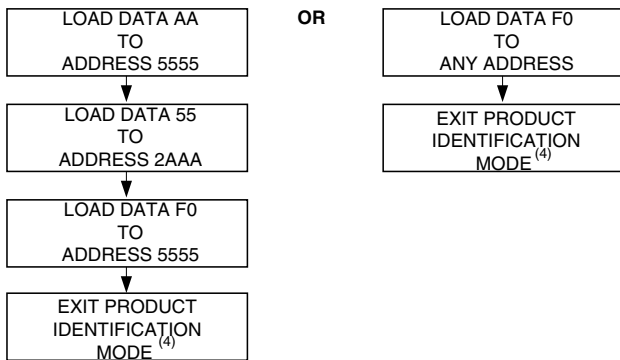 LOAD DATA AA
TO
ADDRESS 5555
LOAD DATA 55
TO
ADDRESS 2AAA
LOAD DATA F0
TO
ADDRESS 5555
EXIT PRODUCT
IDENTIFICATION
MODE (4)
OR
LOAD DATA F0
TO
ANY ADDRESS
EXIT PRODUCT
IDENTIFICATION
MODE (4)